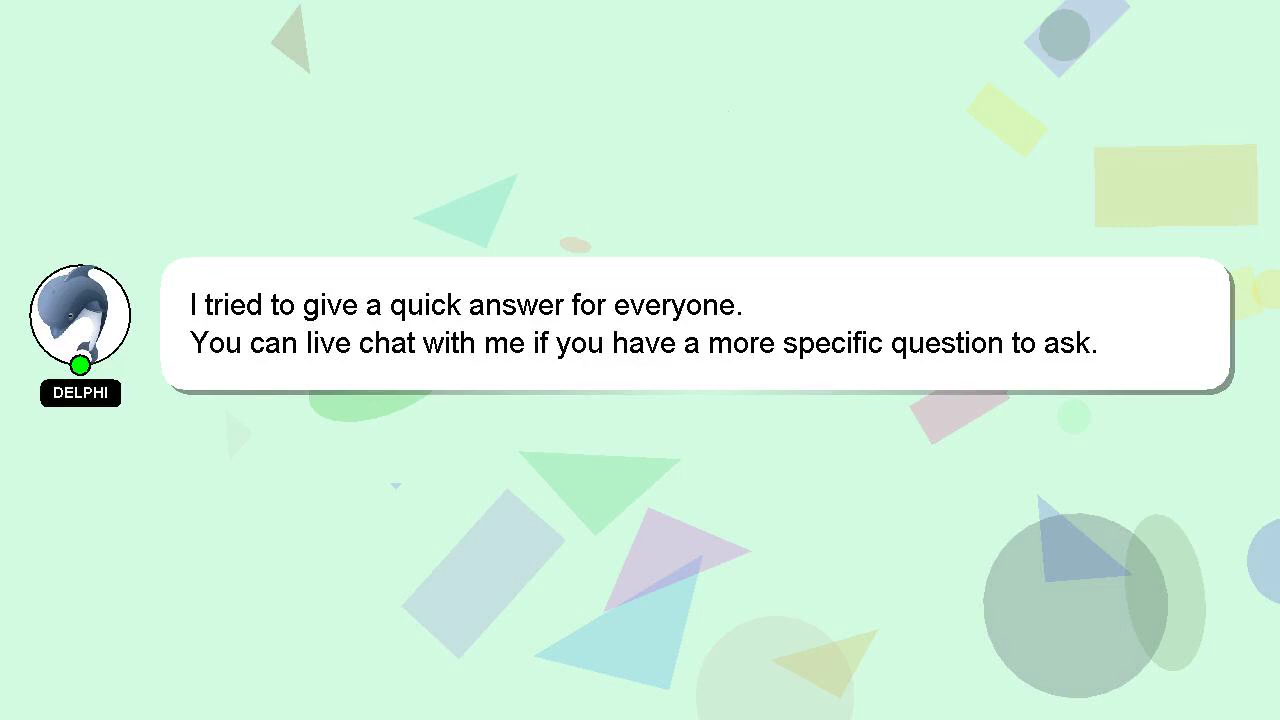 I tried to give a quick answer for everyone.
You can live chat with me if you have a more specific question to ask.
DELPHI